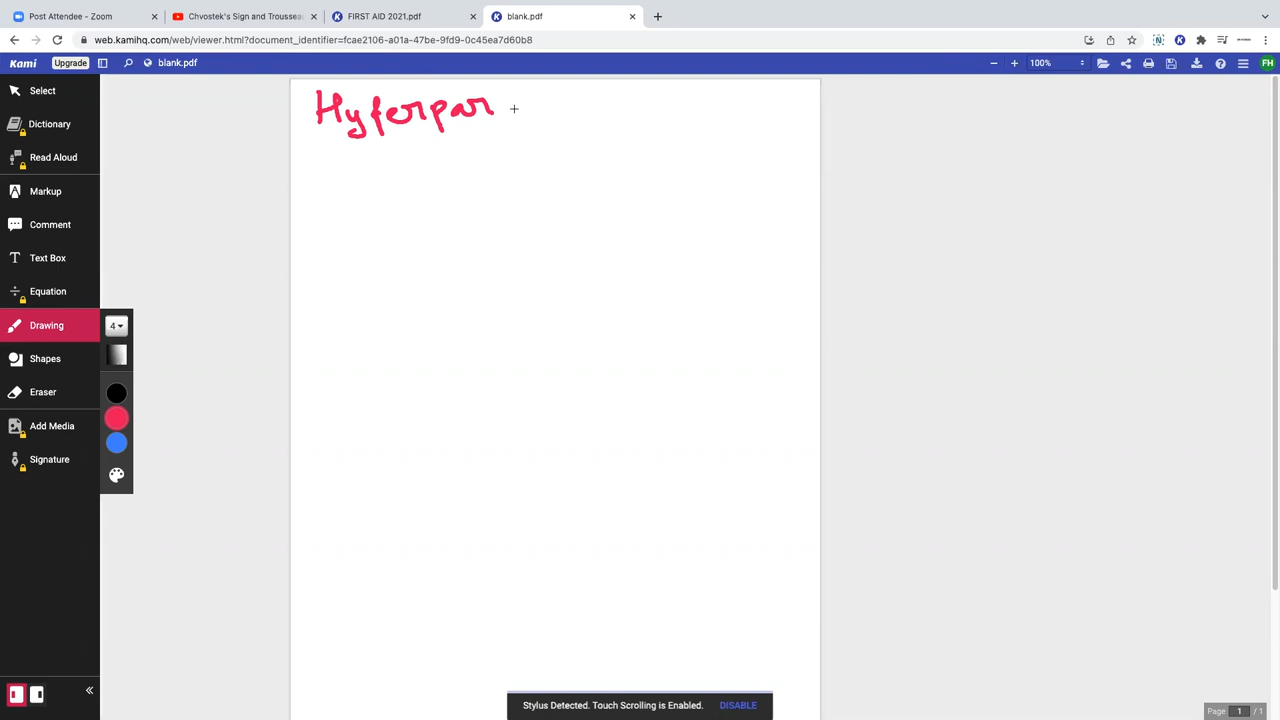 Post Attendee - Zoom
Chvostek's Sign and Trousseau
FIRST AID 2021.pdf
blank.pdf
web.kamihq.com/web/viewer.html?document_identifier=fcae2106-a01a-47be-9fd9-0c45ea7d60b8
Kami
Upgrade
blank.pdf
100%
FH
Select
Dictionary
Read Aloud
Markup
Comment
Text Box
Equation
Drawing
Shapes
Eraser
Add Media
Signature
4
Hyperpar
Stylus Detected. Touch Scrolling is Enabled. DISABLE
Page 1 / 1